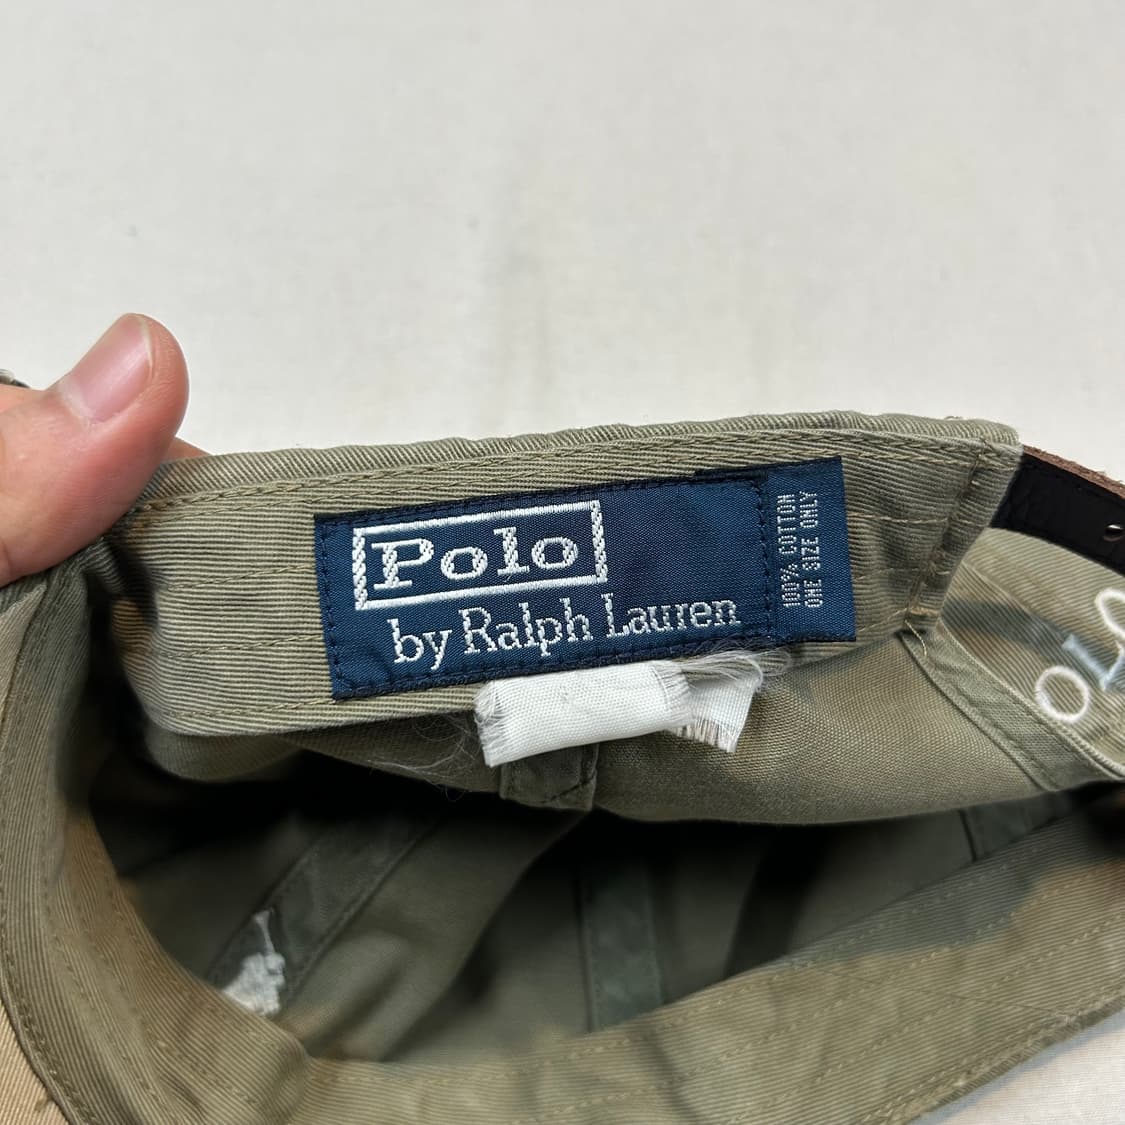 Polo
by Ralph Lauren
100% COTTON
ONE SIZE ONLY